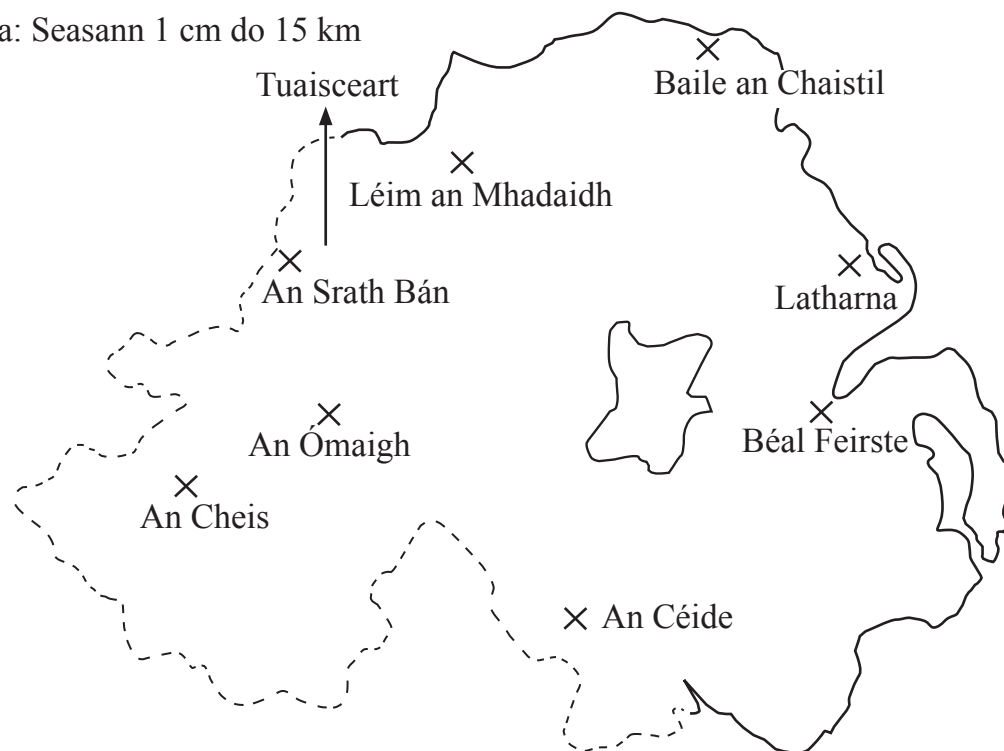 a: Seasann 1 cm do 15 km
Tuaisceart
Baile an Chaistil
Léim an Mhadaidh
An Srath Bán
Latharna
An Ómaigh
Béal Feirste
An Cheis
An Céide